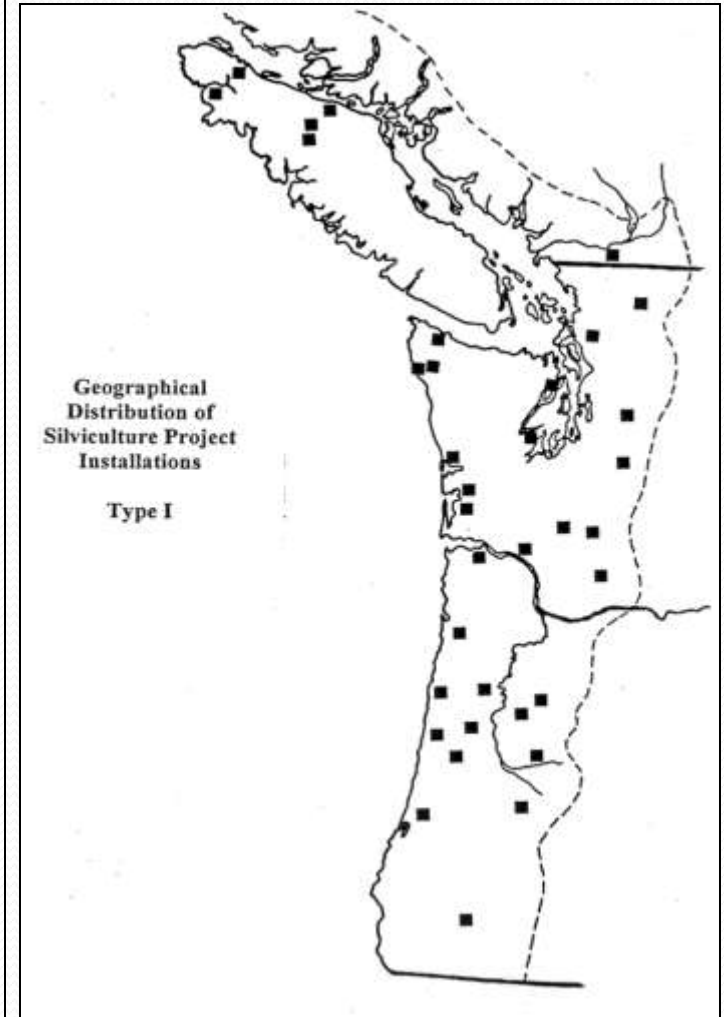 Geographical
Distribution of
Silviculture Project
Installations
Type I